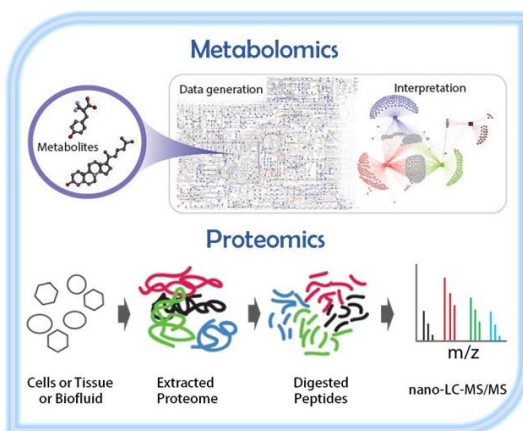 Metabolomics
Data generation
Interpretation
Metabolites
Proteomics
m/z
Cells or Tissue
or Biofluid
Extracted
Proteome
Digested
Peptides
nano-LC-MS/MS